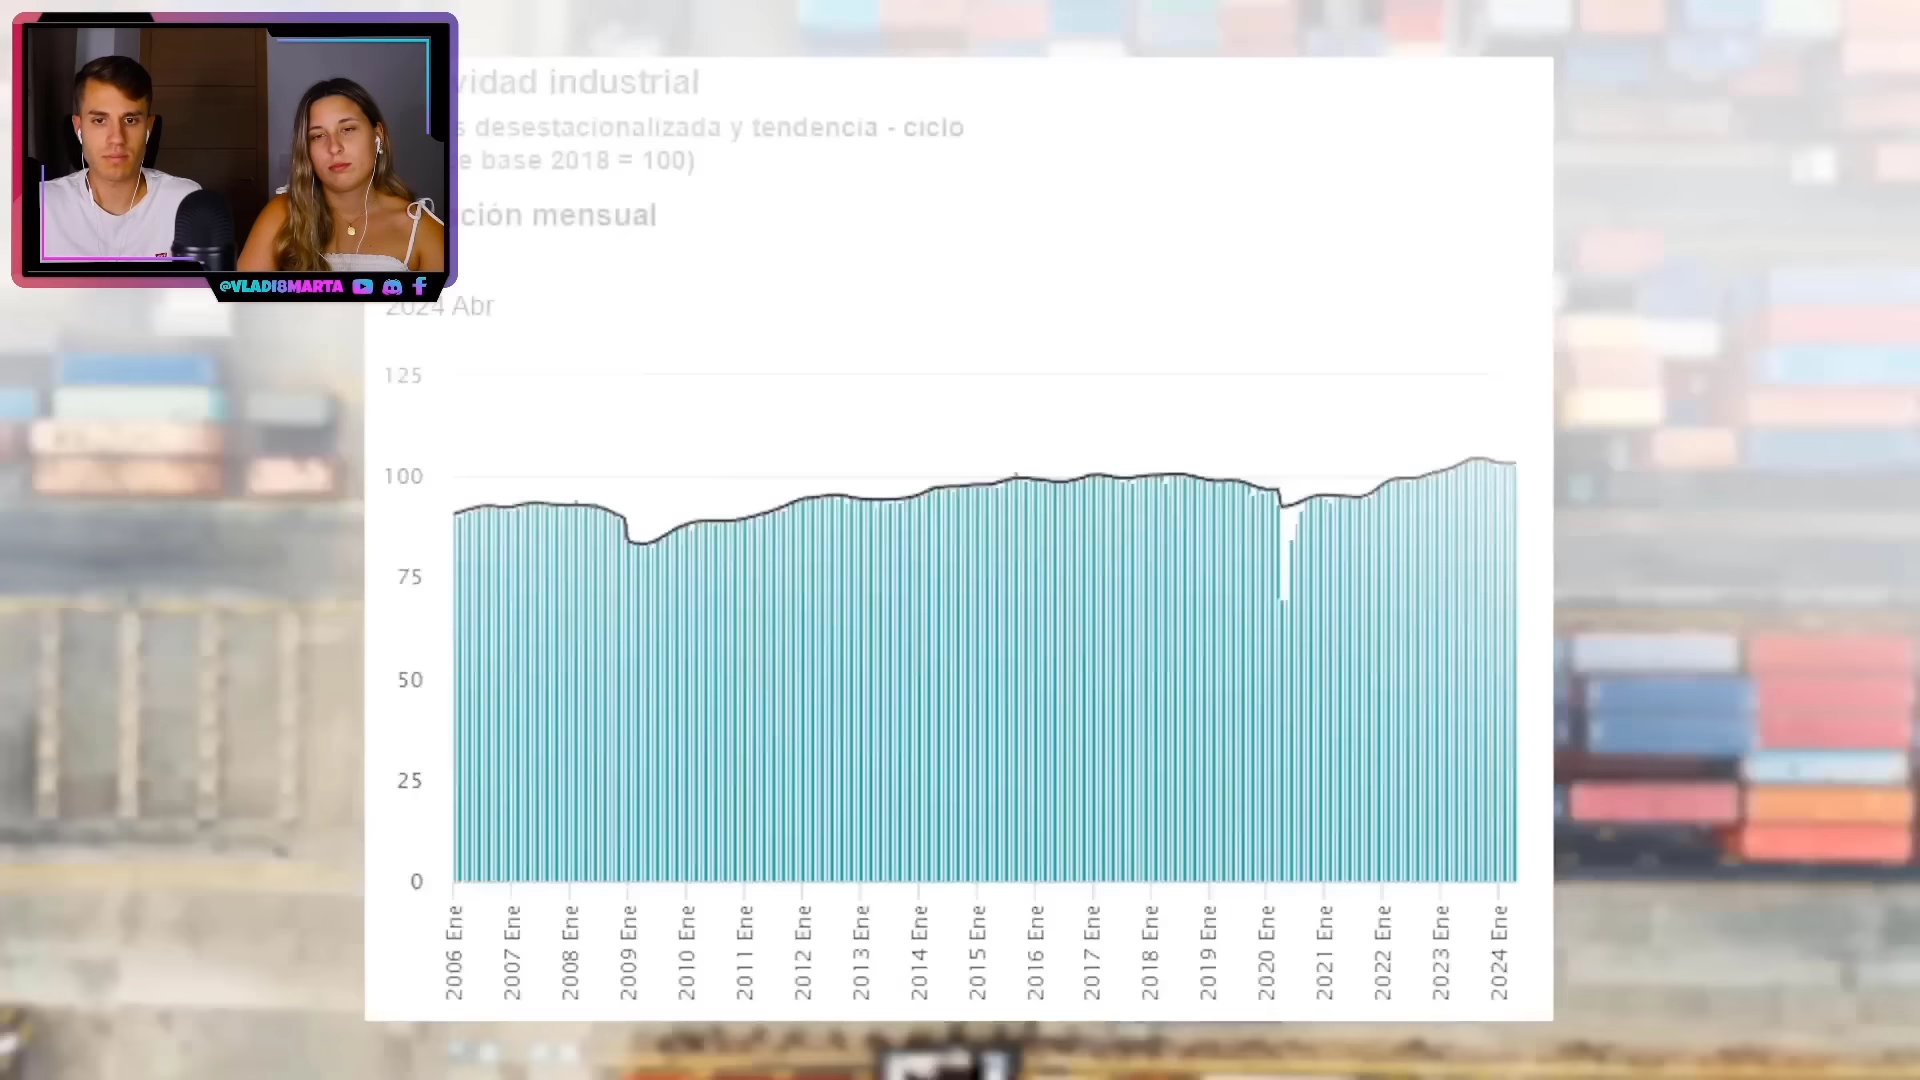 vidad industrial
s desestacionalizada y tendencia - ciclo
e base 2018 = 100)
ción mensual
@VLADI8MARTA
2024 Abr
125
100
75
50
25
0
2006 Ene
2007 Ene
2008 Ene
2009 Ene
2010 Ene
2011 Ene
2012 Ene
2013 Ene
2014 Ene
2015 Ene
2016 Ene
2017 Ene
2018 Ene
2019 Ene
2020 Ene
2021 Ene
2022 Ene
2023 Ene
2024 Ene